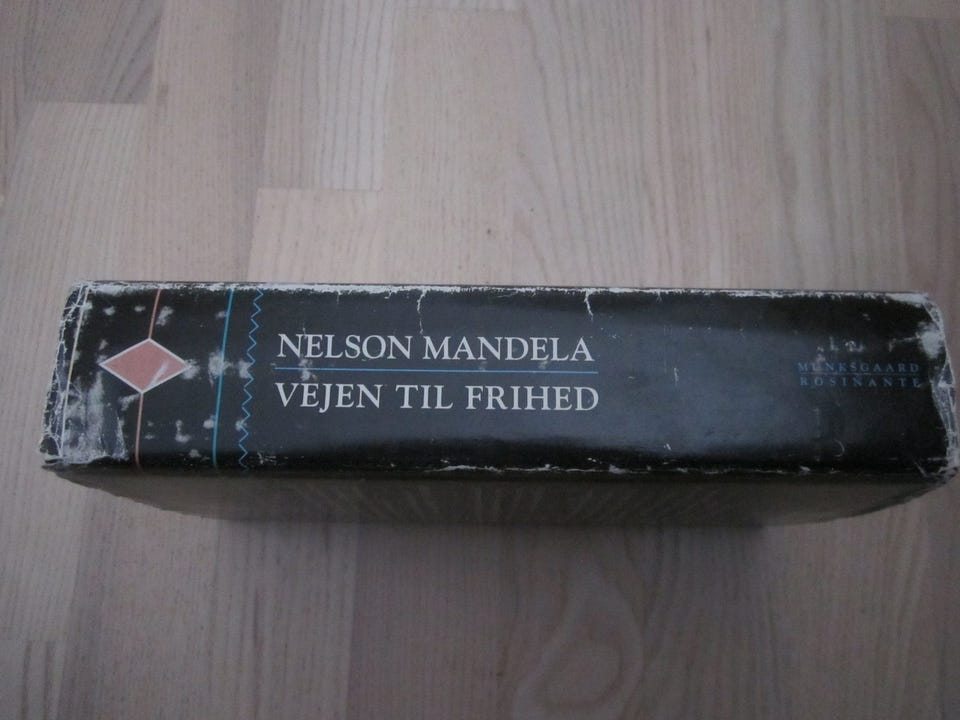 NELSON MANDELA
VEJEN TIL FRIHED
MUNKSGAARD
ROSINANTE